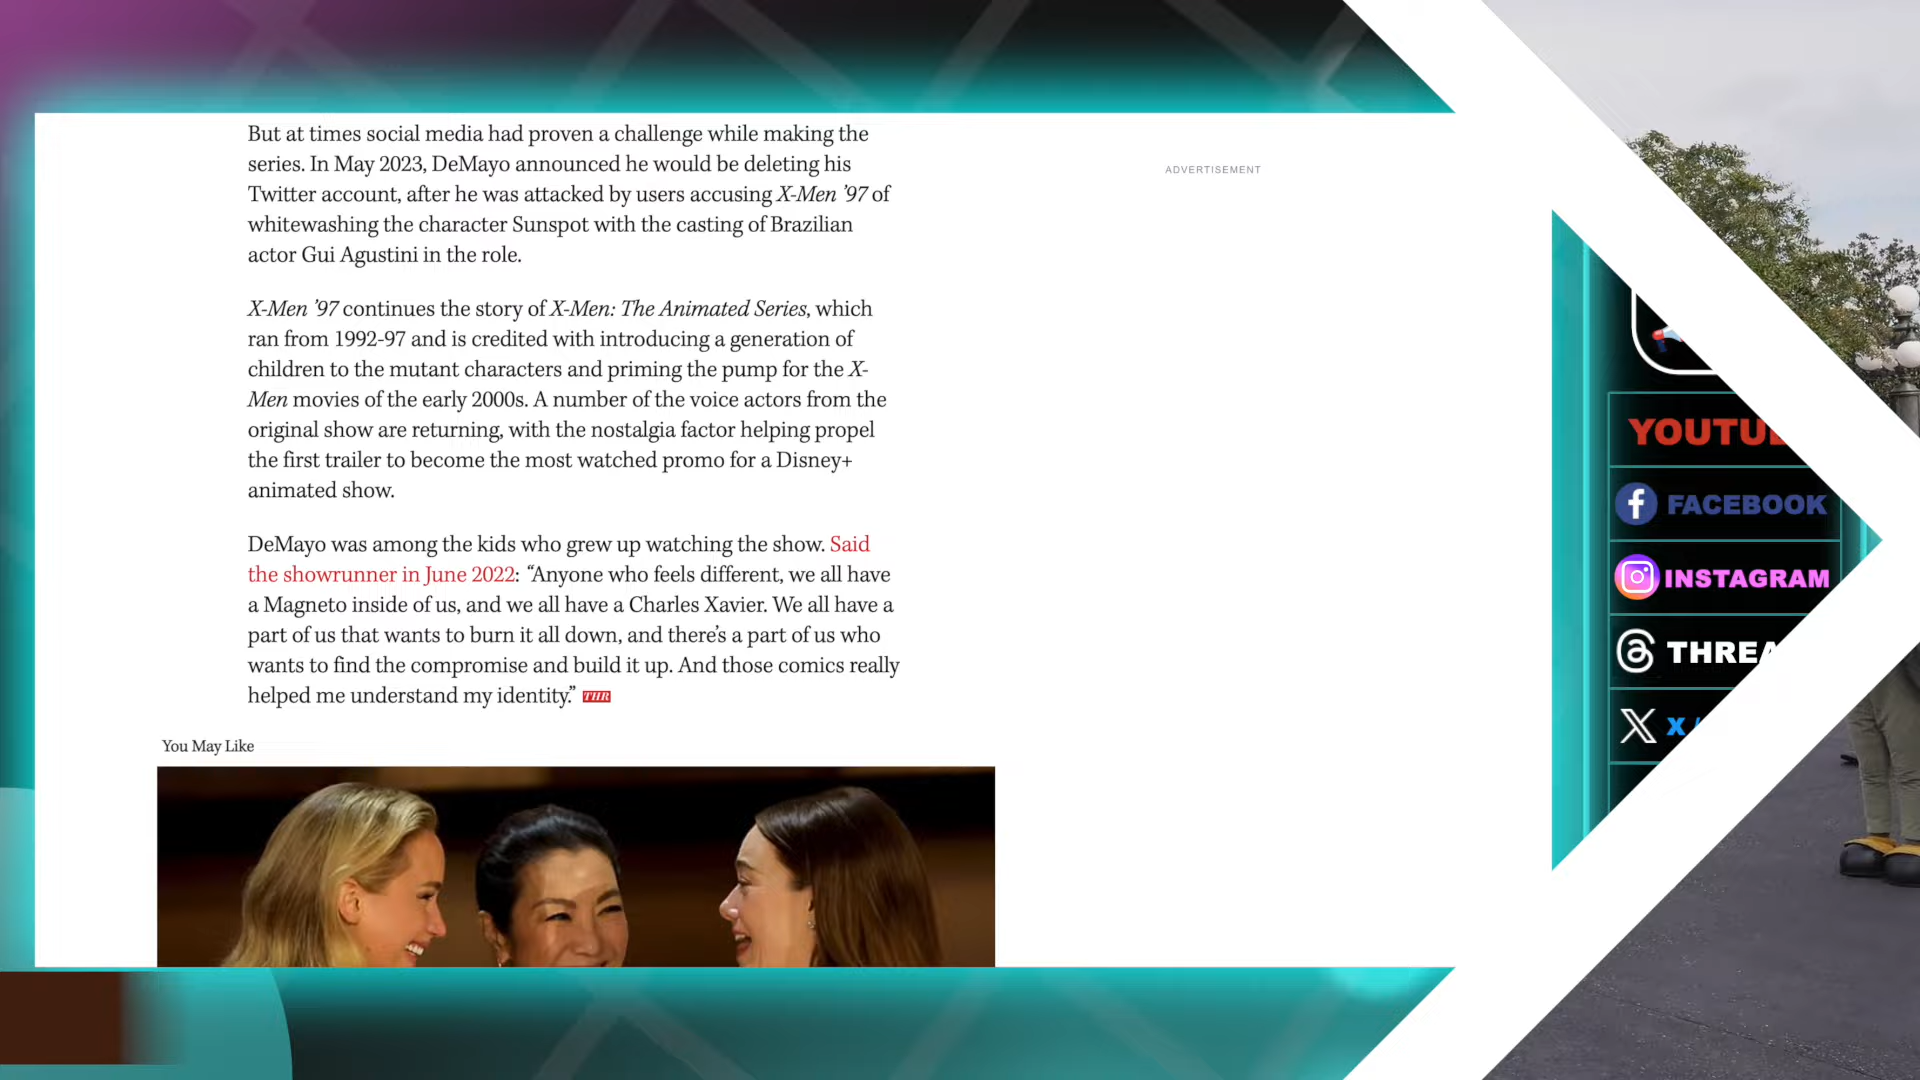 But at times social media had proven a challenge while making the
series. In May 2023, DeMayo announced he would be deleting his
Twitter account, after he was attacked by users accusing X-Men ’97 of
whitewashing the character Sunspot with the casting of Brazilian
actor Gui Agustini in the role.
X-Men ’97 continues the story of X-Men: The Animated Series, which
ran from 1992-97 and is credited with introducing a generation of
children to the mutant characters and priming the pump for the X-
Men movies of the early 2000s. A number of the voice actors from the
original show are returning, with the nostalgia factor helping propel
the first trailer to become the most watched promo for a Disney+
animated show.
DeMayo was among the kids who grew up watching the show. Said
the showrunner in June 2022: “Anyone who feels different, we all have
a Magneto inside of us, and we all have a Charles Xavier. We all have a
part of us that wants to burn it all down, and there’s a part of us who
wants to find the compromise and build it up. And those comics really
helped me understand my identity.” THR
You May Like
ADVERTISEMENT
YOUTU
FACEBOOK
INSTAGRAM
THREA
X